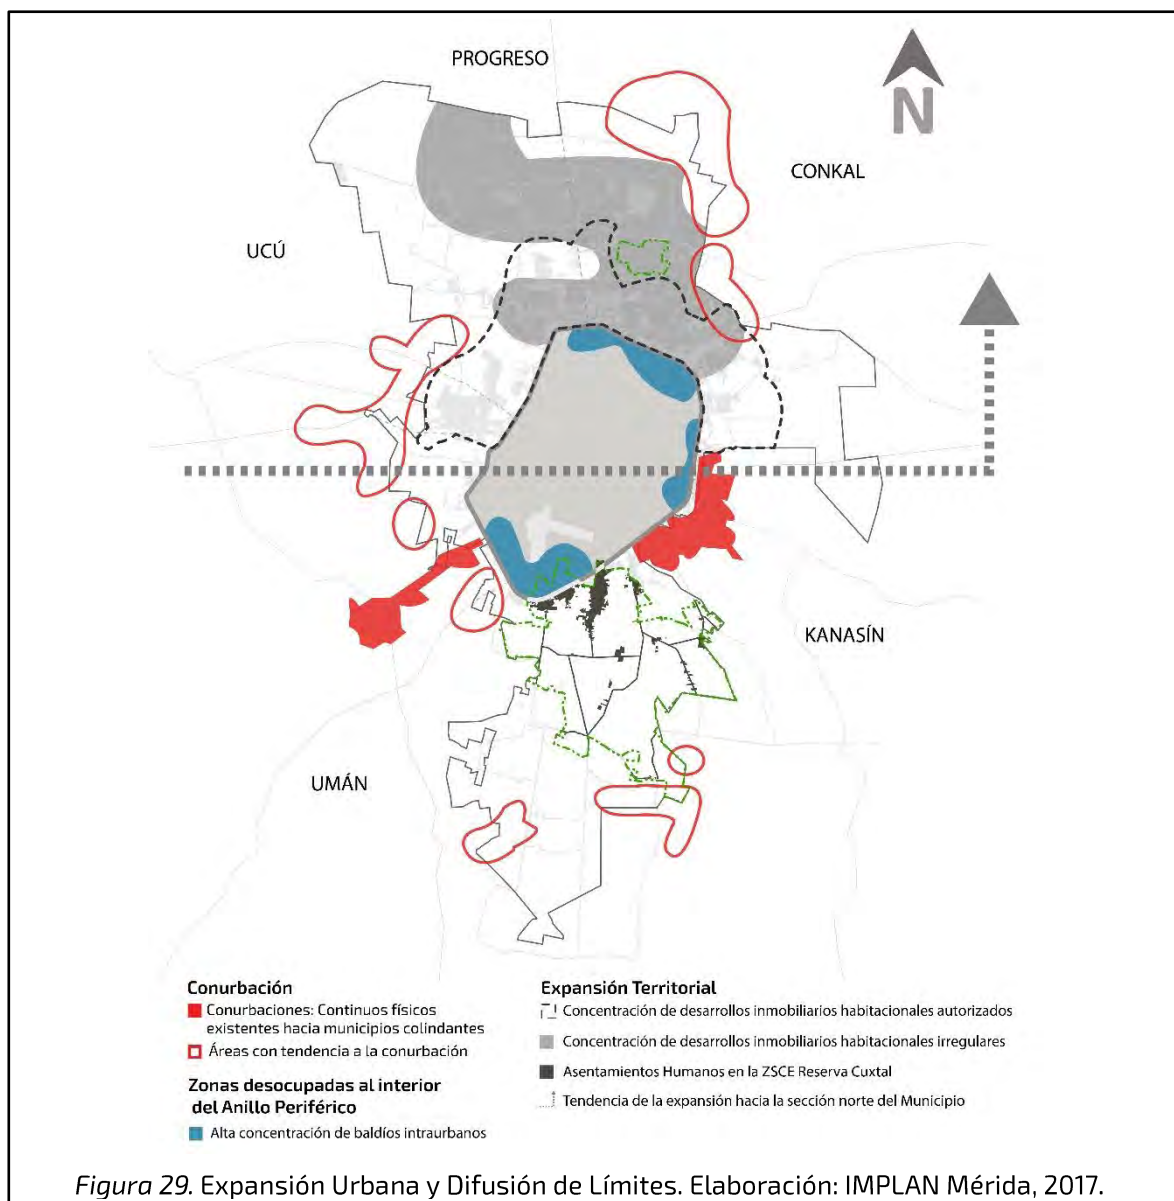 PROGRESO
N
CONKAL
UCÚ
KANASÍN
UMÁN
Conurbación
Conurbaciones: Continuos físicos
existentes hacia municipios colindantes
Áreas con tendencia a la conurbación
Zonas desocupadas al interior
del Anillo Periférico
Alta concentración de baldíos intraurbanos
Expansión Territorial
Concentración de desarrollos inmobiliarios habitacionales autorizados
Concentración de desarrollos inmobiliarios habitacionales irregulares
Asentamientos Humanos en la ZSCE Reserva Cuxtal
Tendencia de la expansión hacia la sección norte del Municipio
Figura 29. Expansión Urbana y Difusión de Límites. Elaboración: IMPLAN Mérida, 2017.